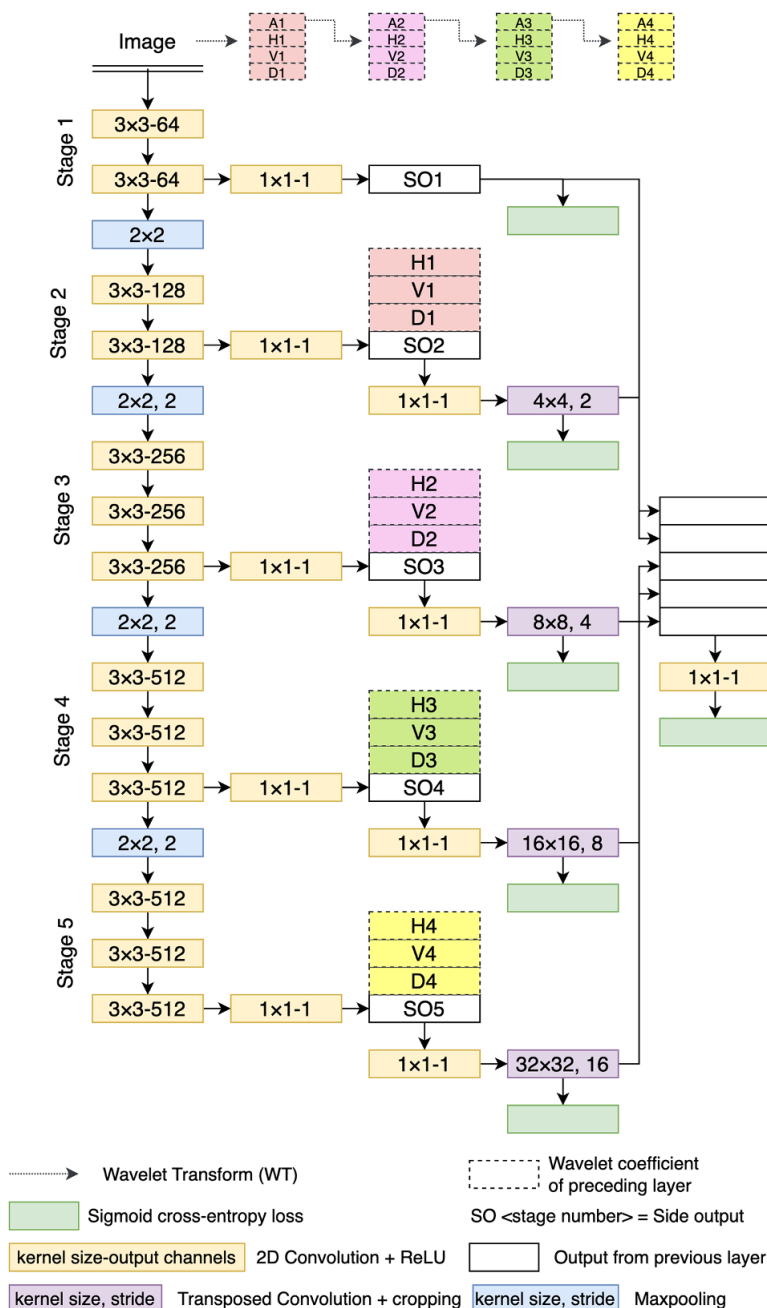 Image
A1
H1
V1
D1
A2
H2
V2
D2
A3
H3
V3
D3
A4
H4
V4
D4
Stage 1
3×3-64
3×3-64
1×1-1
SO1
2×2
Stage 2
3×3-128
H1
V1
D1
3×3-128
1×1-1
SO2
2×2, 2
1×1-1
4×4, 2
Stage 3
3×3-256
3×3-256
H2
V2
D2
3×3-256
1×1-1
SO3
2×2, 2
1×1-1
8×8, 4
1×1-1
Stage 4
3×3-512
3×3-512
H3
V3
D3
3×3-512
1×1-1
SO4
2×2, 2
1×1-1
16×16, 8
Stage 5
3×3-512
3×3-512
H4
V4
D4
3×3-512
1×1-1
SO5
1×1-1
32×32, 16
Wavelet Transform (WT)
Wavelet coefficient
of preceding layer
Sigmoid cross-entropy loss
SO <stage number> = Side output
kernel size-output channels
2D Convolution + ReLU
Output from previous layer
kernel size, stride
Transposed Convolution + cropping
kernel size, stride
Maxpooling